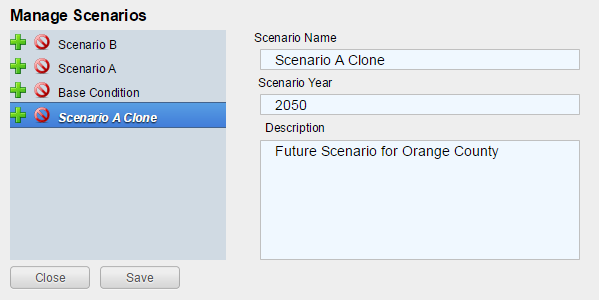 Manage Scenarios
Scenario B
Scenario A
Base Condition
Scenario A Clone
Close
Save
Scenario Name
Scenario A Clone
Scenario Year
2050
Description
Future Scenario for Orange County